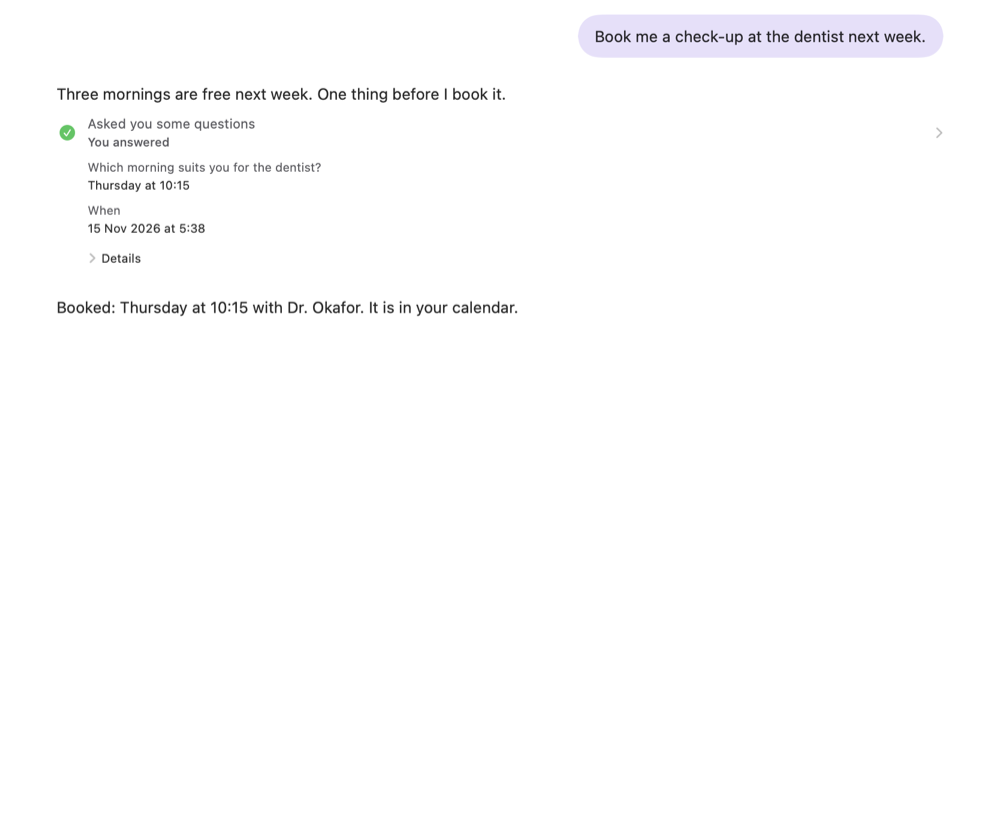 Book me a check-up at the dentist next week.
Three mornings are free next week. One thing before I book it.
Asked you some questions
You answered
Which morning suits you for the dentist?
Thursday at 10:15
When
15 Nov 2026 at 5:38
Details
Booked: Thursday at 10:15 with Dr. Okafor. It is in your calendar.